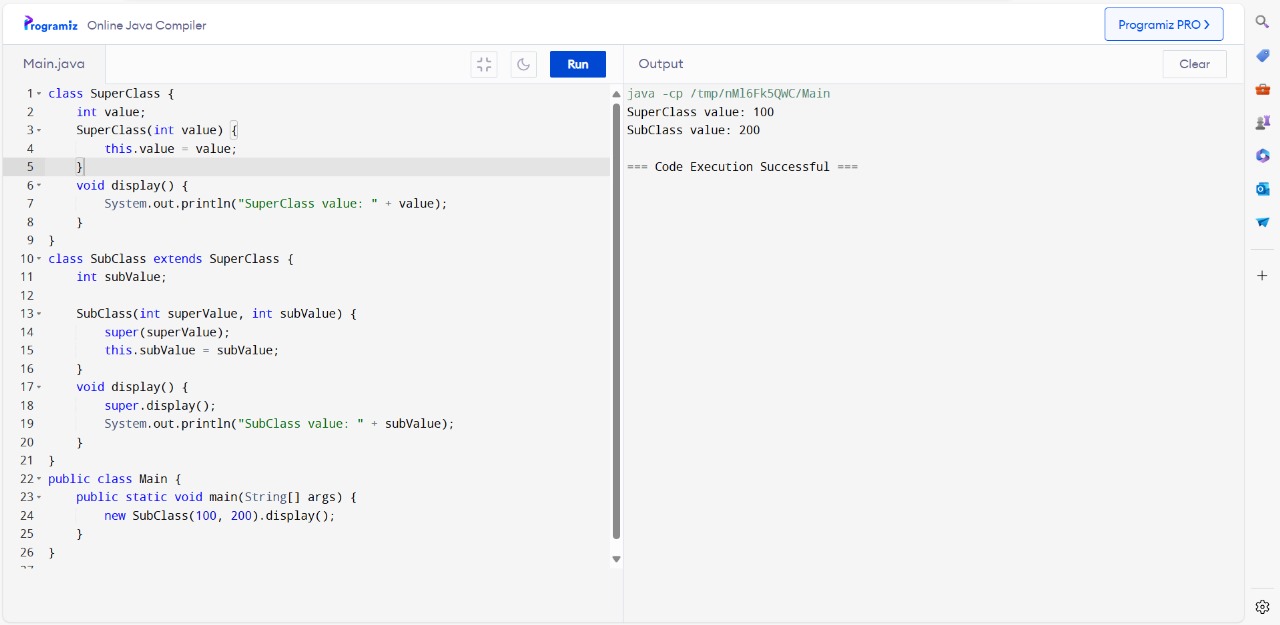 Programiz Online Java Compiler
Programiz PRO
Main.java
Run
Output
Clear
1 class SuperClass {
2     int value;
3     SuperClass(int value) {
4         this.value = value;
5     }
6     void display() {
7         System.out.println("SuperClass value: " + value);
8     }
9 }
10 class SubClass extends SuperClass {
11     int subValue;
12
13     SubClass(int superValue, int subValue) {
14         super(superValue);
15         this.subValue = subValue;
16     }
17     void display() {
18         super.display();
19         System.out.println("SubClass value: " + subValue);
20     }
21 }
22 public class Main {
23     public static void main(String[] args) {
24         new SubClass(100, 200).display();
25     }
26 }
java -cp /tmp/nMl6Fk5QWC/Main
SuperClass value: 100
SubClass value: 200
=== Code Execution Successful ===